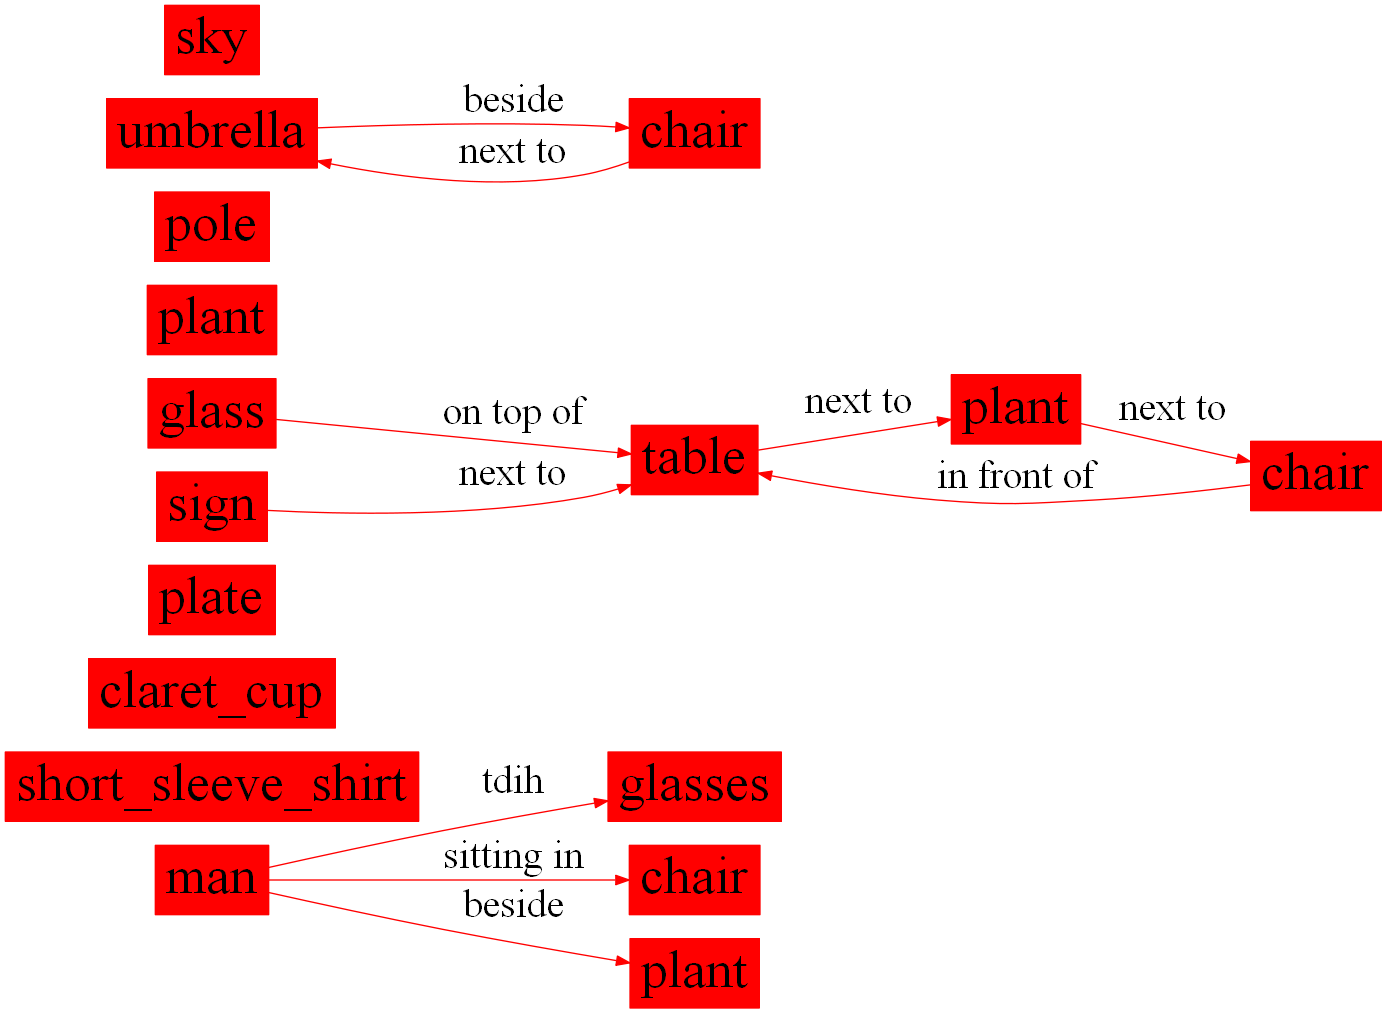 sky
umbrella
beside
chair
next to
pole
plant
glass
on top of
table
next to
plant
next to
chair
in front of
sign
next to
plate
claret_cup
short_sleeve_shirt
man
tdih
glasses
sitting in
chair
beside
plant